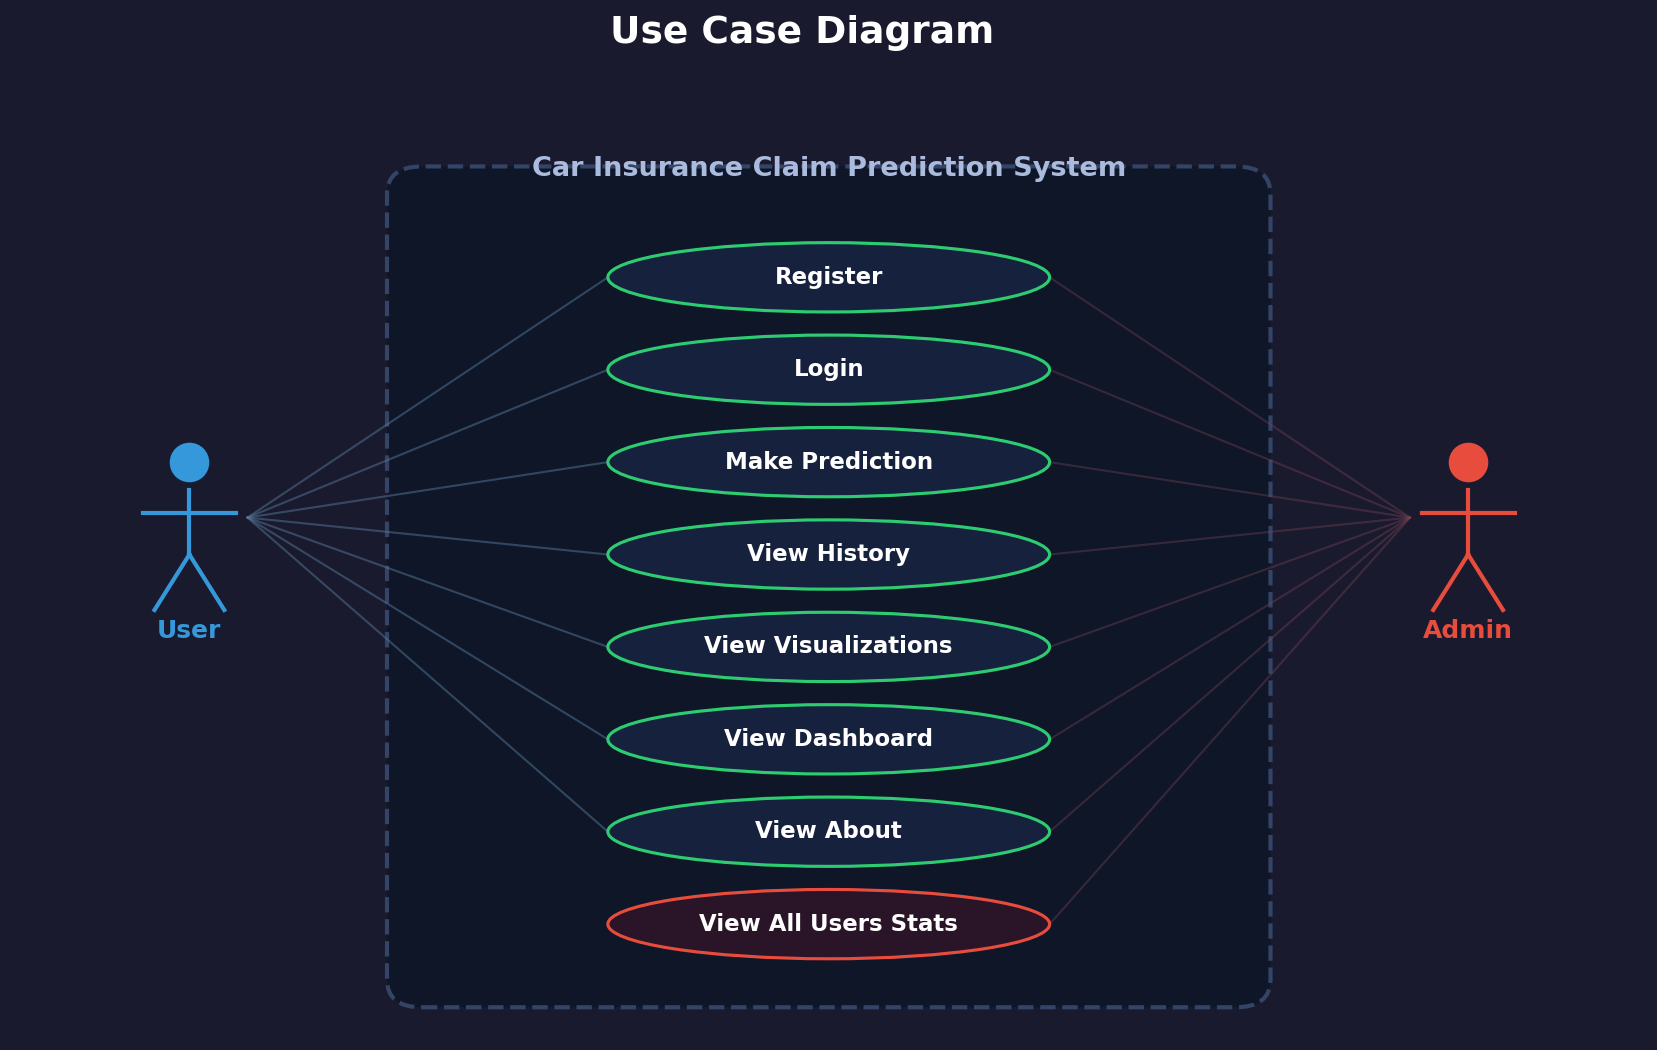 Use Case Diagram
Car Insurance Claim Prediction System
Register
Login
Make Prediction
View History
View Visualizations
View Dashboard
View About
View All Users Stats
User
Admin